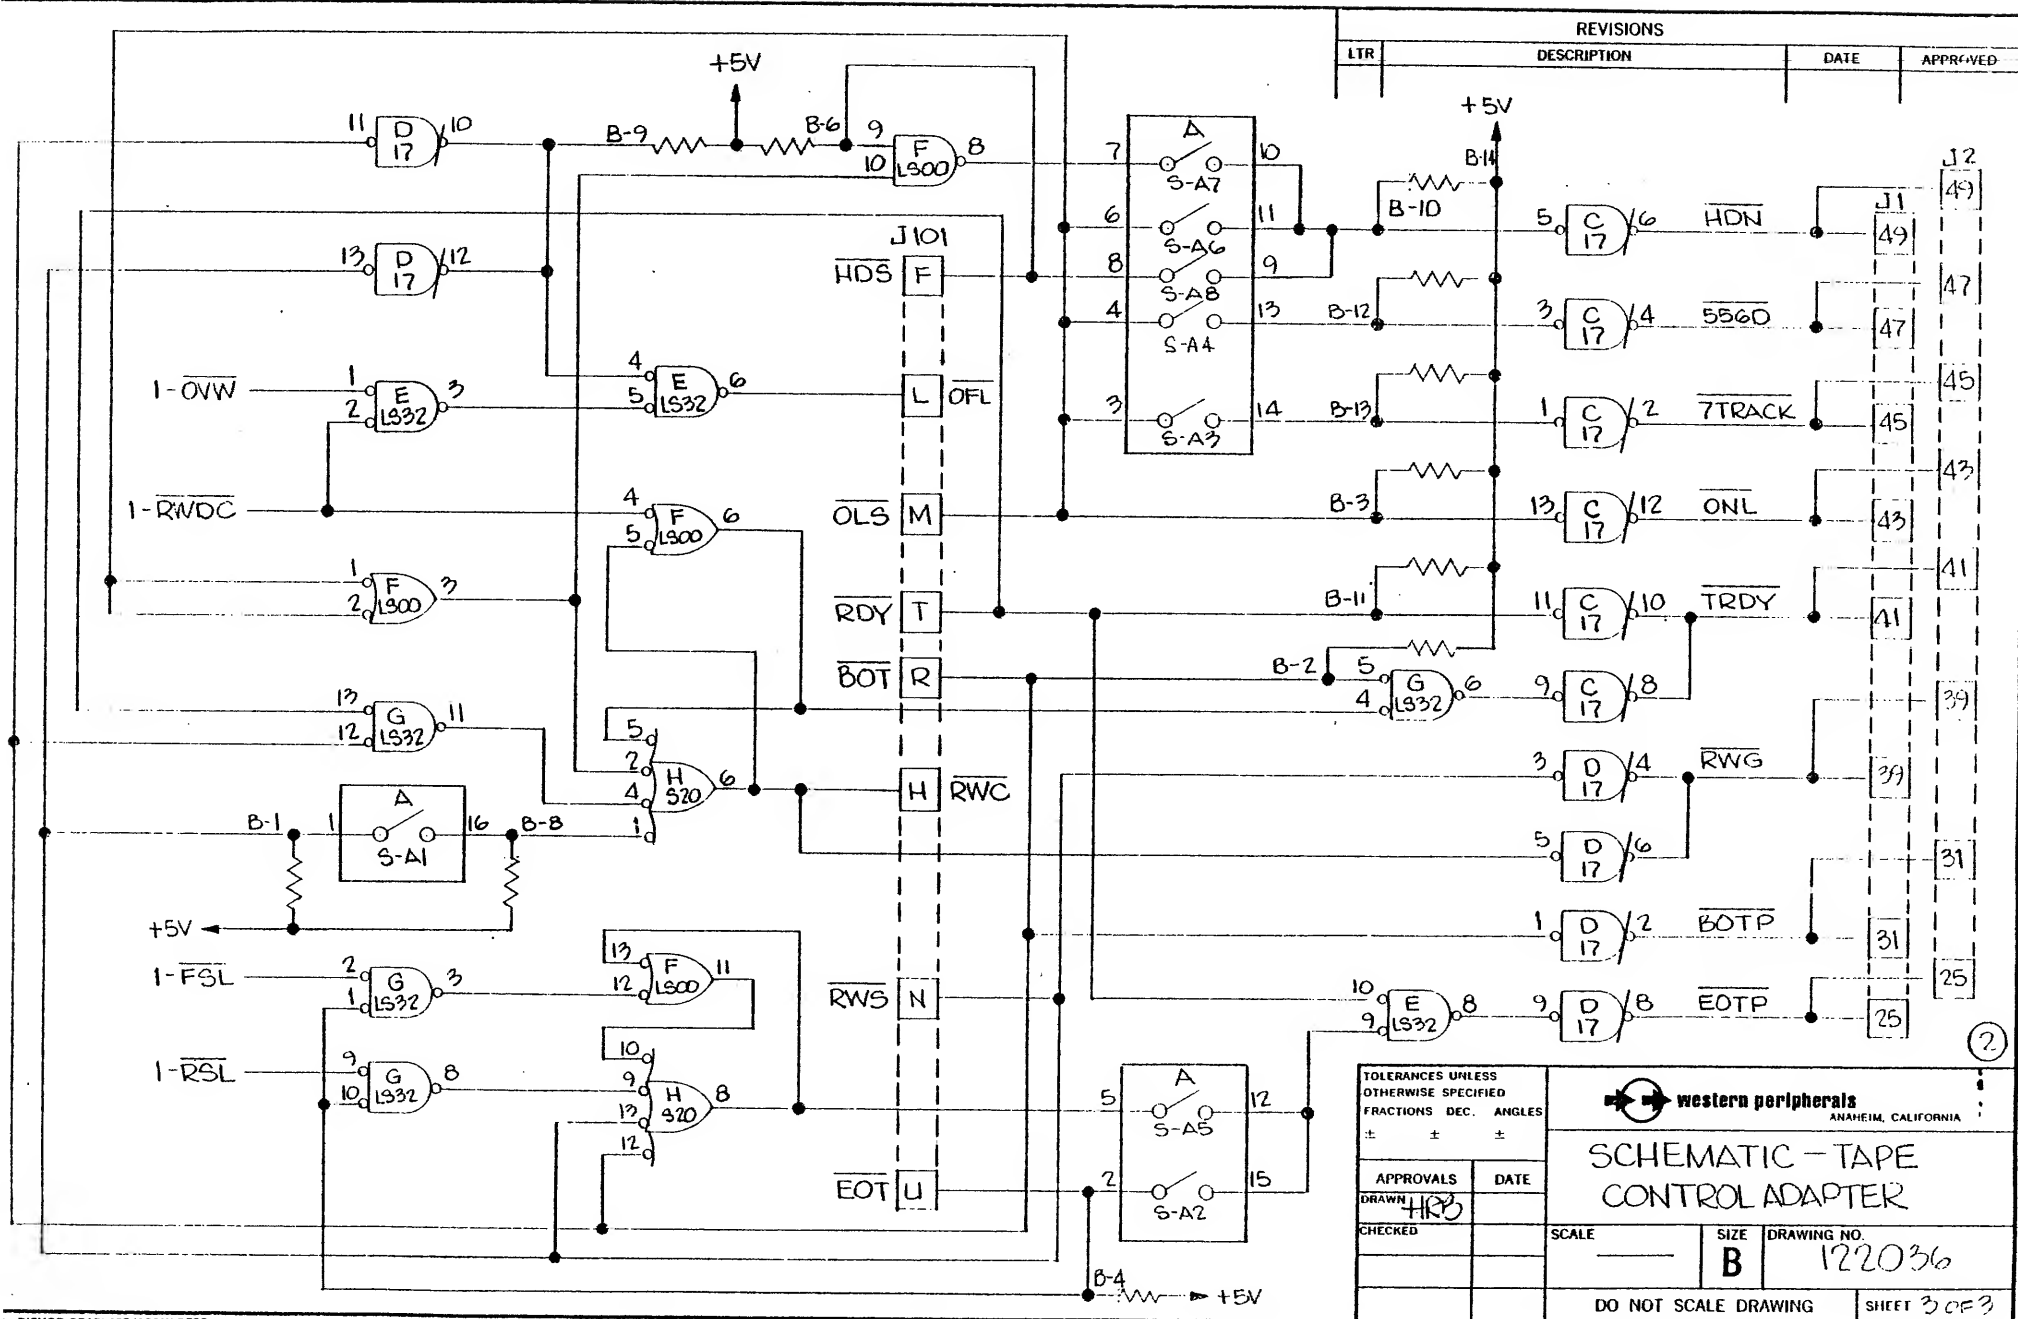 REVISIONS
LTR DESCRIPTION DATE APPROVED
+5V
+5V
11 D 17 10
B-9 B-6 9 10 F LS00 8
7 A S-A7 10
B-14
J2
49
B-10
6 S-A6 11
5 C 17 6 HDN
J1
49
13 D 17 12
J101
HDS F
8 S-A8 9
47
4 S-A4 13 B-12
3 C 17 4 556D
47
1-OVW 1 2 E LS32 3
4 5 E LS32 6
L OFL
45
3 S-A3 14 B-13
1 C 17 2 7TRACK
45
43
1-RWDC
4 5 F LS00 6
OLS M
B-3
13 C 17 12 ONL
43
41
1 2 F LS00 3
RDY T
B-11
11 C 17 10 TRDY
41
BOT R
B-2 5 4 G LS32 6
9 C 17 8
39
13 12 G LS32 11
5 2 4 1 H S20 6
H RWC
3 D 17 4 RWG
39
B-1 1 A S-A1 16 B-8
5 D 17 6
31
+5V
1 D 17 2 BOTP
31
1-FSL 2 1 G LS32 3
13 12 F LS00 11
25
RWS N
10 9 E LS32 8
9 D 17 8 EOTP
25
2
1-RSL 9 10 G LS32 8
10 9 13 12 H S20 8
5 A S-A5 12
EOT U
2 S-A2 15
B-4 +5V
TOLERANCES UNLESS
OTHERWISE SPECIFIED
FRACTIONS DEC. ANGLES
± ± ±
APPROVALS DATE
DRAWN HRB
CHECKED
western peripherals
ANAHEIM, CALIFORNIA
SCHEMATIC - TAPE
CONTROL ADAPTER
SCALE SIZE DRAWING NO.
B 122036
DO NOT SCALE DRAWING SHEET 3 OF 3